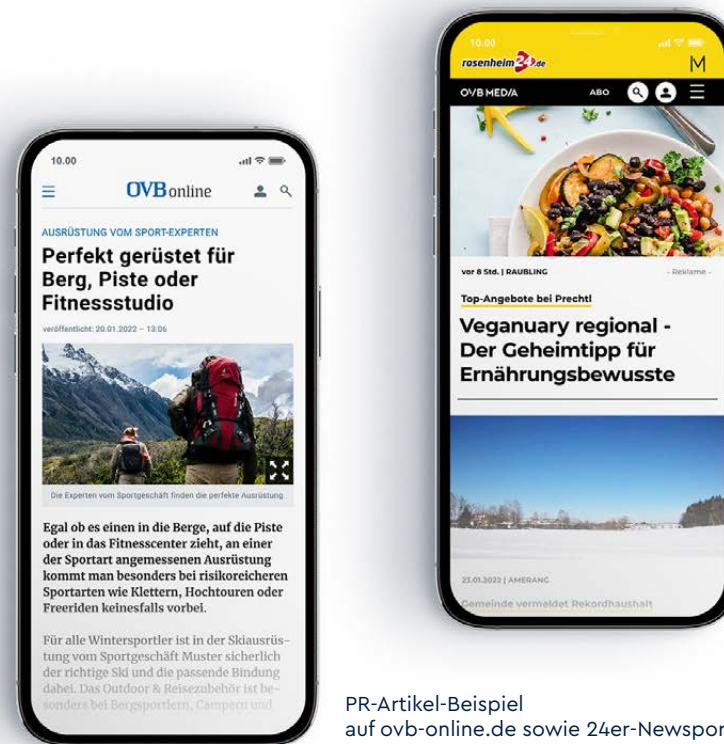 10.00
OVB online
AUSRÜSTUNG VOM SPORT-EXPERTEN
Perfekt gerüstet für
Berg, Piste oder
Fitnessstudio
veröffentlicht: 20.01.2022 – 13:06
Die Experten vom Sportgeschäft finden die perfekte Ausrüstung
Egal ob es einen in die Berge, auf die Piste
oder in das Fitnesscenter zieht, an einer
der Sportart angemessenen Ausrüstung
kommt man besonders bei risikoreicheren
Sportarten wie Klettern, Hochtouren oder
Freeriden keinesfalls vorbei.
Für alle Wintersportler ist in der Skiausrüs-
tung vom Sportgeschäft Muster sicherlich
der richtige Ski und die passende Bindung
dabei. Das Outdoor & Reisezubehör ist be-
sonders bei Bergsportlern, Campern und
10.00
rosenheim24.de
M
OVB MEDIA ABO
vor 8 Std. | RAUBLING - Reklame -
Top-Angebote bei Prechtl
Veganuary regional -
Der Geheimtipp für
Ernährungsbewusste
23.01.2022 | AMERANG
Gemeinde vermeldet Rekordhaushalt
PR-Artikel-Beispiel
auf ovb-online.de sowie 24er-Newspor